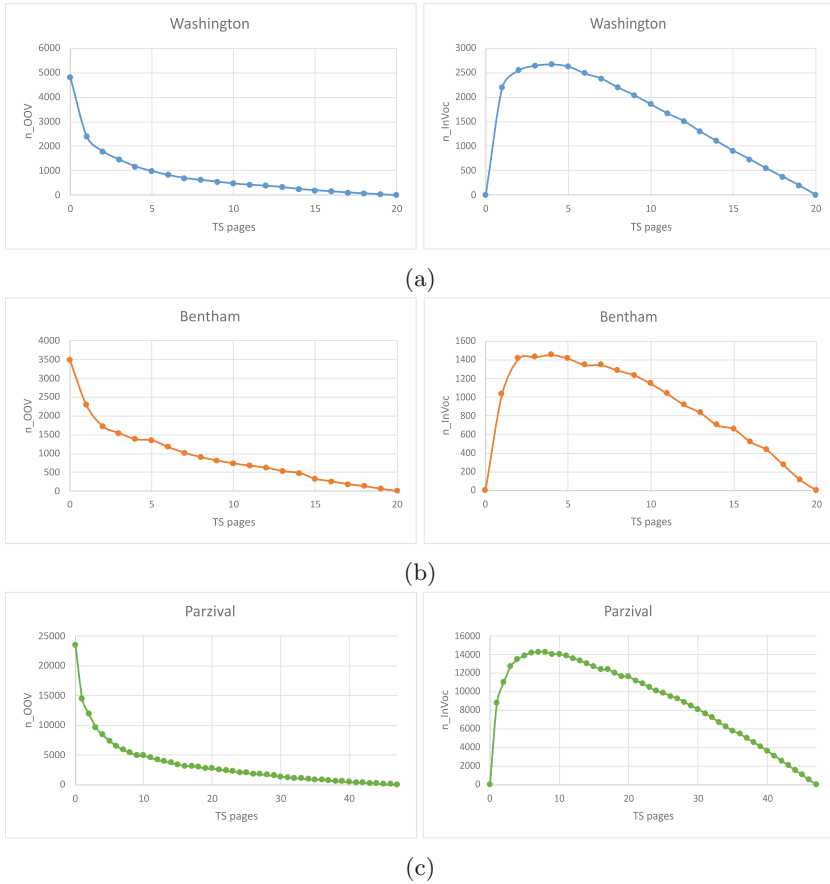 Washington
6000
5000
4000
3000
2000
1000
0
n_OOV
0 5 10 15 20
TS pages
Washington
3000
2500
2000
1500
1000
500
0
n_InVoc
0 5 10 15 20
TS pages
(a)
Bentham
4000
3500
3000
2500
2000
1500
1000
500
0
n_OOV
0 5 10 15 20
TS pages
Bentham
1600
1400
1200
1000
800
600
400
200
0
n_InVoc
0 5 10 15 20
TS pages
(b)
Parzival
25000
20000
15000
10000
5000
0
n_OOV
0 10 20 30 40
TS pages
Parzival
16000
14000
12000
10000
8000
6000
4000
2000
0
n_InVoc
0 10 20 30 40
TS pages
(c)